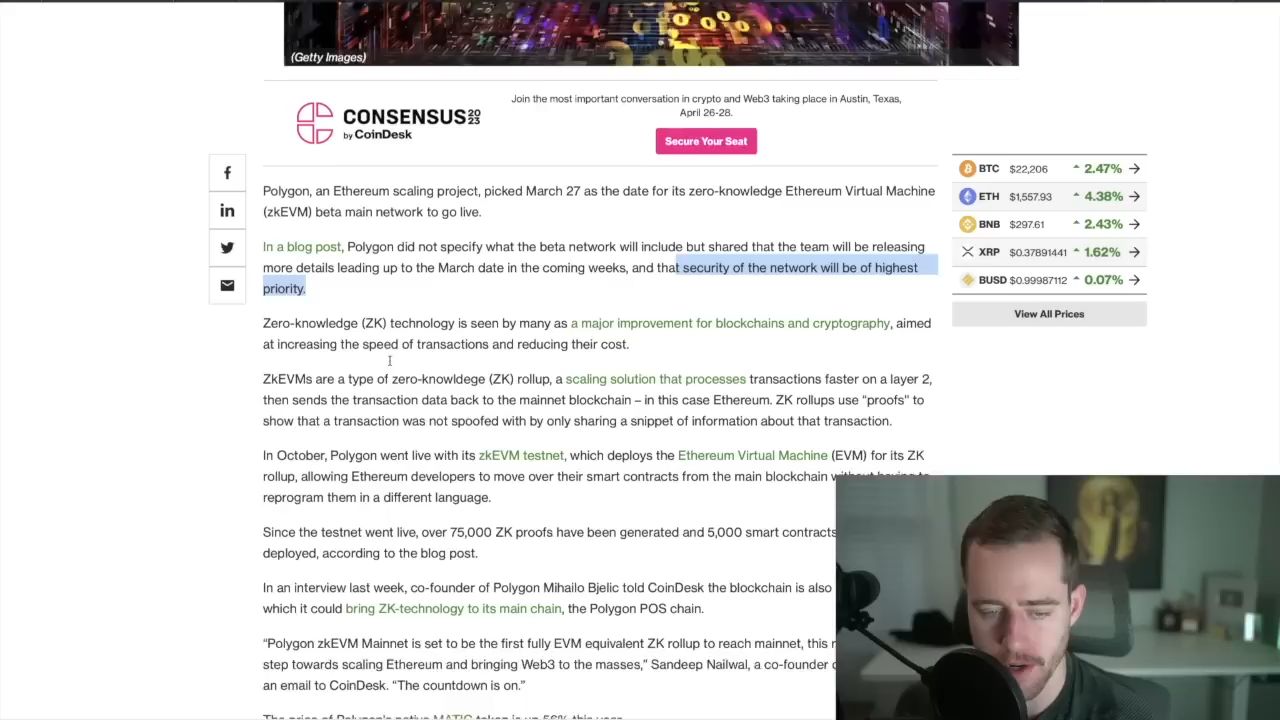 (Getty Images)
CONSENSUS 20 23
by CoinDesk
Join the most important conversation in crypto and Web3 taking place in Austin, Texas,
April 26-28.
Secure Your Seat
Polygon, an Ethereum scaling project, picked March 27 as the date for its zero-knowledge Ethereum Virtual Machine
(zkEVM) beta main network to go live.
In a blog post, Polygon did not specify what the beta network will include but shared that the team will be releasing
more details leading up to the March date in the coming weeks, and that security of the network will be of highest
priority.
Zero-knowledge (ZK) technology is seen by many as a major improvement for blockchains and cryptography, aimed
at increasing the speed of transactions and reducing their cost.
ZkEVMs are a type of zero-knowldege (ZK) rollup, a scaling solution that processes transactions faster on a layer 2,
then sends the transaction data back to the mainnet blockchain – in this case Ethereum. ZK rollups use “proofs” to
show that a transaction was not spoofed with by only sharing a snippet of information about that transaction.
In October, Polygon went live with its zkEVM testnet, which deploys the Ethereum Virtual Machine (EVM) for its ZK
rollup, allowing Ethereum developers to move over their smart contracts from the main blockchain without having to
reprogram them in a different language.
Since the testnet went live, over 75,000 ZK proofs have been generated and 5,000 smart contracts
deployed, according to the blog post.
In an interview last week, co-founder of Polygon Mihailo Bjelic told CoinDesk the blockchain is also
which it could bring ZK-technology to its main chain, the Polygon POS chain.
“Polygon zkEVM Mainnet is set to be the first fully EVM equivalent ZK rollup to reach mainnet, this
step towards scaling Ethereum and bringing Web3 to the masses,” Sandeep Nailwal, a co-founder
an email to CoinDesk. “The countdown is on.”
The price of Polygon's native MATIC token is up 56% this year
BTC $22,206 2.47%
ETH $1,557.93 4.38%
BNB $297.61 2.43%
XRP $0.37891441 1.62%
BUSD $0.99987112 0.07%
View All Prices